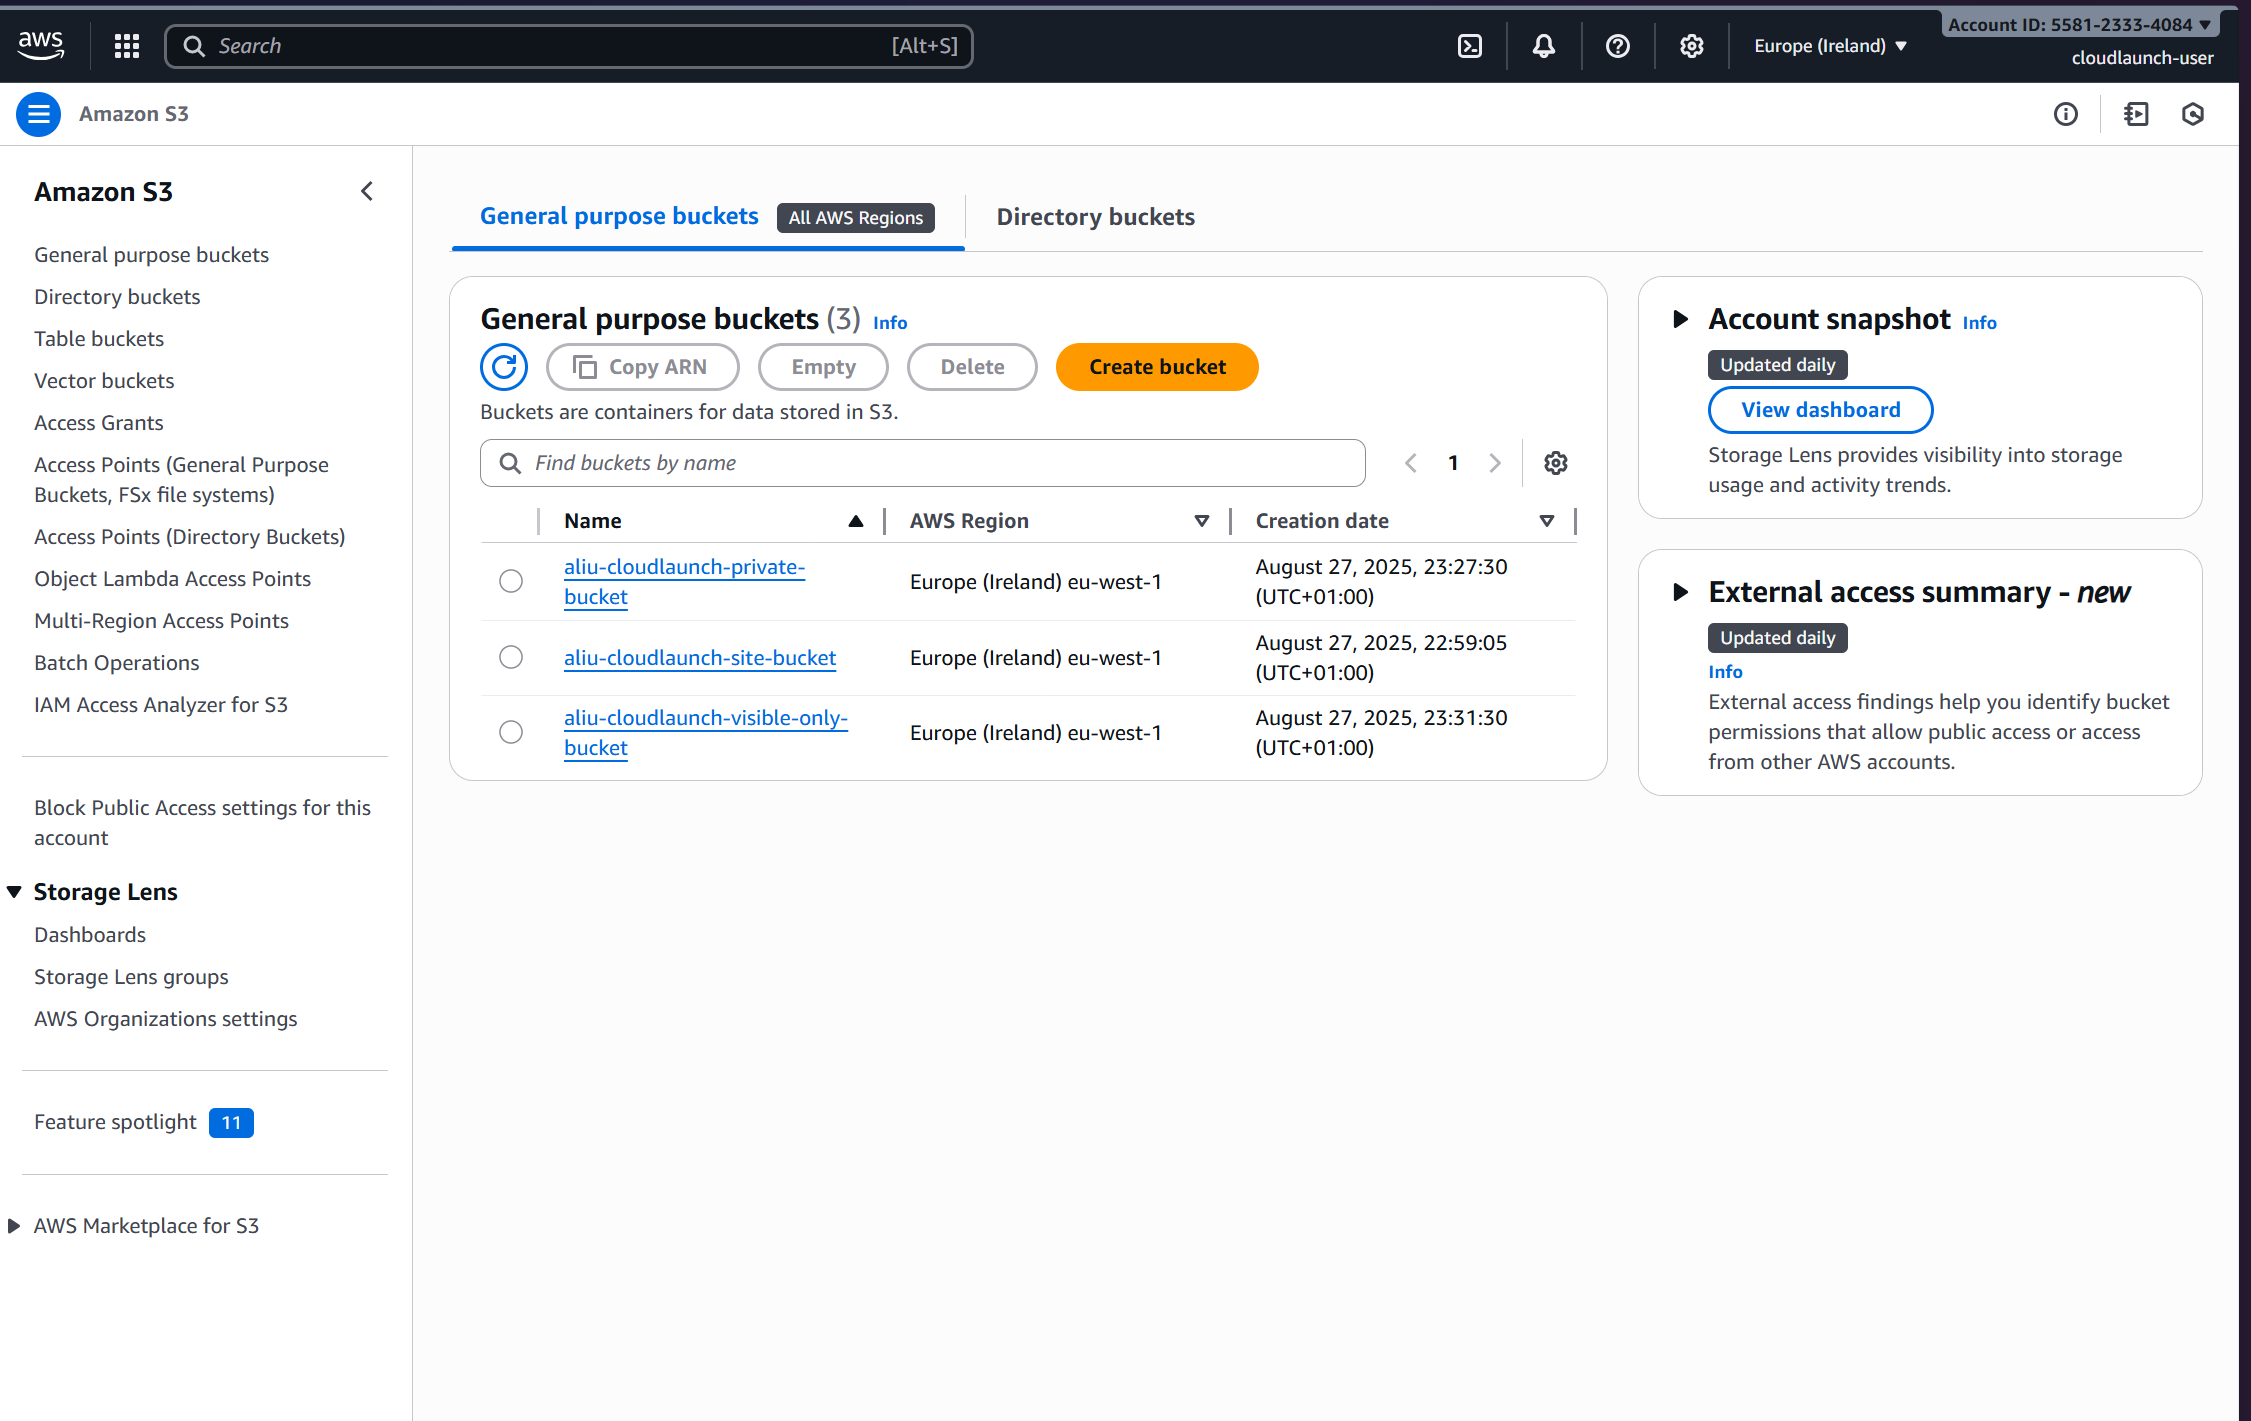 aws
Search
[Alt+S]
Europe (Ireland)
Account ID: 5581-2333-4084
cloudlaunch-user
Amazon S3
Amazon S3
General purpose buckets
Directory buckets
Table buckets
Vector buckets
Access Grants
Access Points (General Purpose
Buckets, FSx file systems)
Access Points (Directory Buckets)
Object Lambda Access Points
Multi-Region Access Points
Batch Operations
IAM Access Analyzer for S3
Block Public Access settings for this
account
Storage Lens
Dashboards
Storage Lens groups
AWS Organizations settings
Feature spotlight 11
AWS Marketplace for S3
General purpose buckets All AWS Regions
Directory buckets
General purpose buckets (3) Info
Copy ARN
Empty
Delete
Create bucket
Buckets are containers for data stored in S3.
Find buckets by name
1
Name AWS Region Creation date
aliu-cloudlaunch-private-
bucket
Europe (Ireland) eu-west-1
August 27, 2025, 23:27:30
(UTC+01:00)
aliu-cloudlaunch-site-bucket
Europe (Ireland) eu-west-1
August 27, 2025, 22:59:05
(UTC+01:00)
aliu-cloudlaunch-visible-only-
bucket
Europe (Ireland) eu-west-1
August 27, 2025, 23:31:30
(UTC+01:00)
Account snapshot Info
Updated daily
View dashboard
Storage Lens provides visibility into storage
usage and activity trends.
External access summary - new
Updated daily
Info
External access findings help you identify bucket
permissions that allow public access or access
from other AWS accounts.